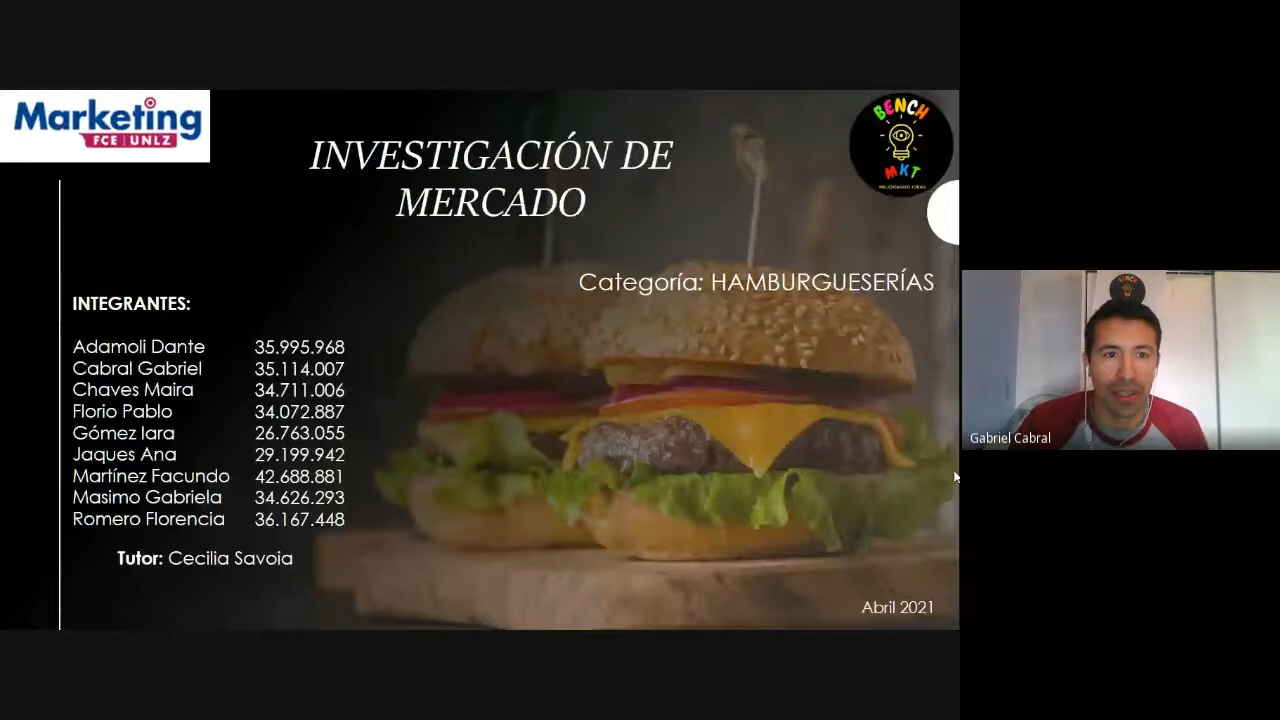 Marketing
FCE | UNLZ
BENCH
MKT
MEJORANDO IDEAS
INVESTIGACIÓN DE
MERCADO
Categoría: HAMBURGUESERÍAS
INTEGRANTES:
Adamoli Dante 35.995.968
Cabral Gabriel 35.114.007
Chaves Maira 34.711.006
Florio Pablo 34.072.887
Gómez Iara 26.763.055
Jaques Ana 29.199.942
Martínez Facundo 42.688.881
Masimo Gabriela 34.626.293
Romero Florencia 36.167.448
Tutor: Cecilia Savoia
Abril 2021
BENCH
Gabriel Cabral